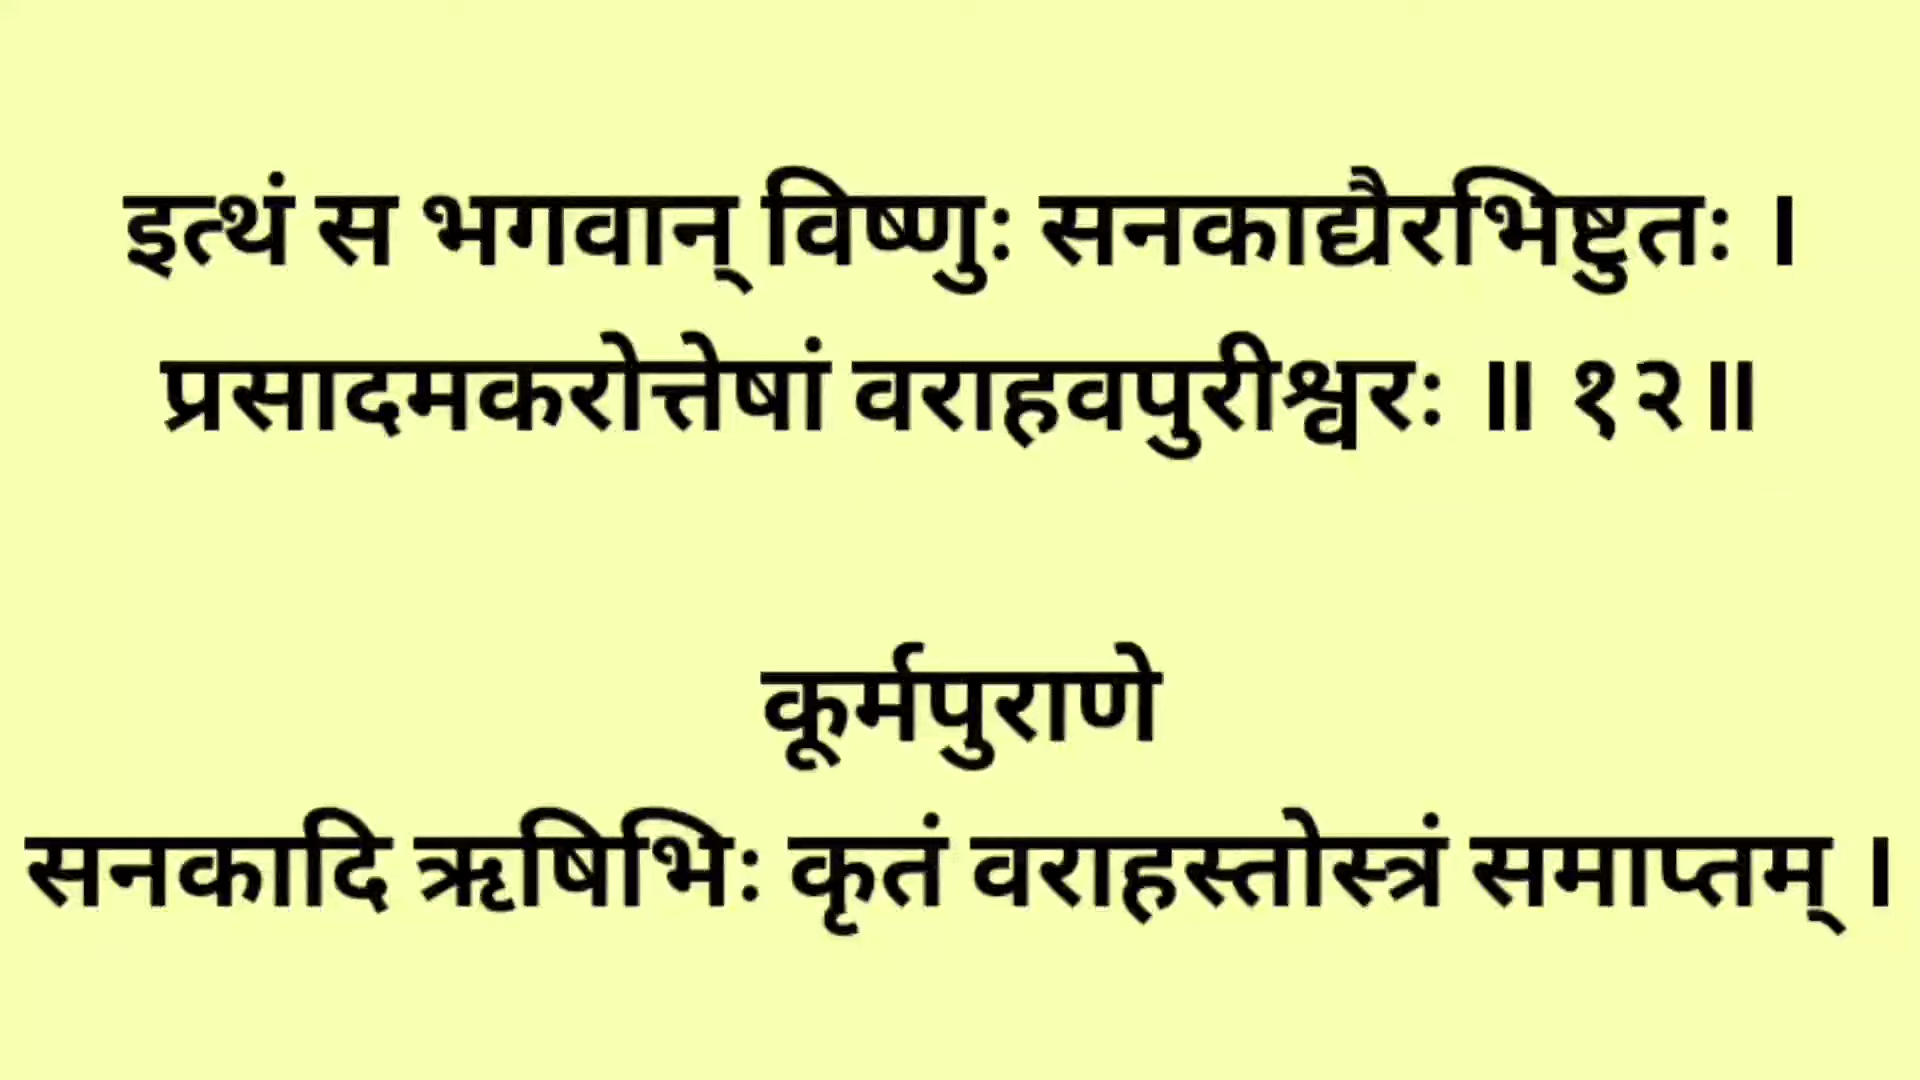 इत्थं स भगवान् विष्णुः सनकाद्यैरभिष्टुतः ।
प्रसादमकरोत्तेषां वराहवपुरीश्वरः ॥ १२॥
कूर्मपुराणे
सनकादि ऋषिभिः कृतं वराहस्तोस्त्रं समाप्तम् ।